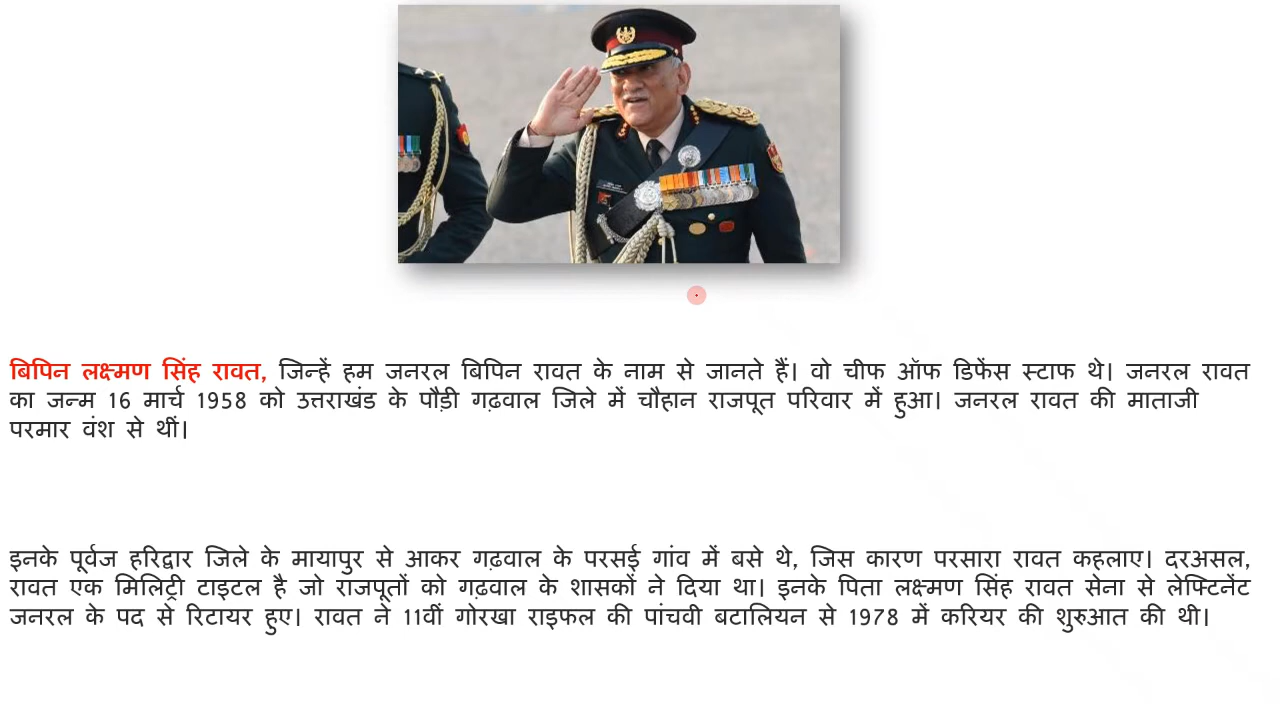 बिपिन लक्ष्मण सिंह रावत, जिन्हें हम जनरल बिपिन रावत के नाम से जानते हैं। वो चीफ ऑफ डिफेंस स्टाफ थे। जनरल रावत
का जन्म 16 मार्च 1958 को उत्तराखंड के पौड़ी गढ़वाल जिले में चौहान राजपूत परिवार में हुआ। जनरल रावत की माताजी
परमार वंश से थीं।
इनके पूर्वज हरिद्वार जिले के मायापुर से आकर गढ़वाल के परसई गांव में बसे थे, जिस कारण परसारा रावत कहलाए। दरअसल,
रावत एक मिलिट्री टाइटल है जो राजपूतों को गढ़वाल के शासकों ने दिया था। इनके पिता लक्ष्मण सिंह रावत सेना से लेफ्टिनेंट
जनरल के पद से रिटायर हुए। रावत ने 11वीं गोरखा राइफल की पांचवी बटालियन से 1978 में करियर की शुरुआत की थी।